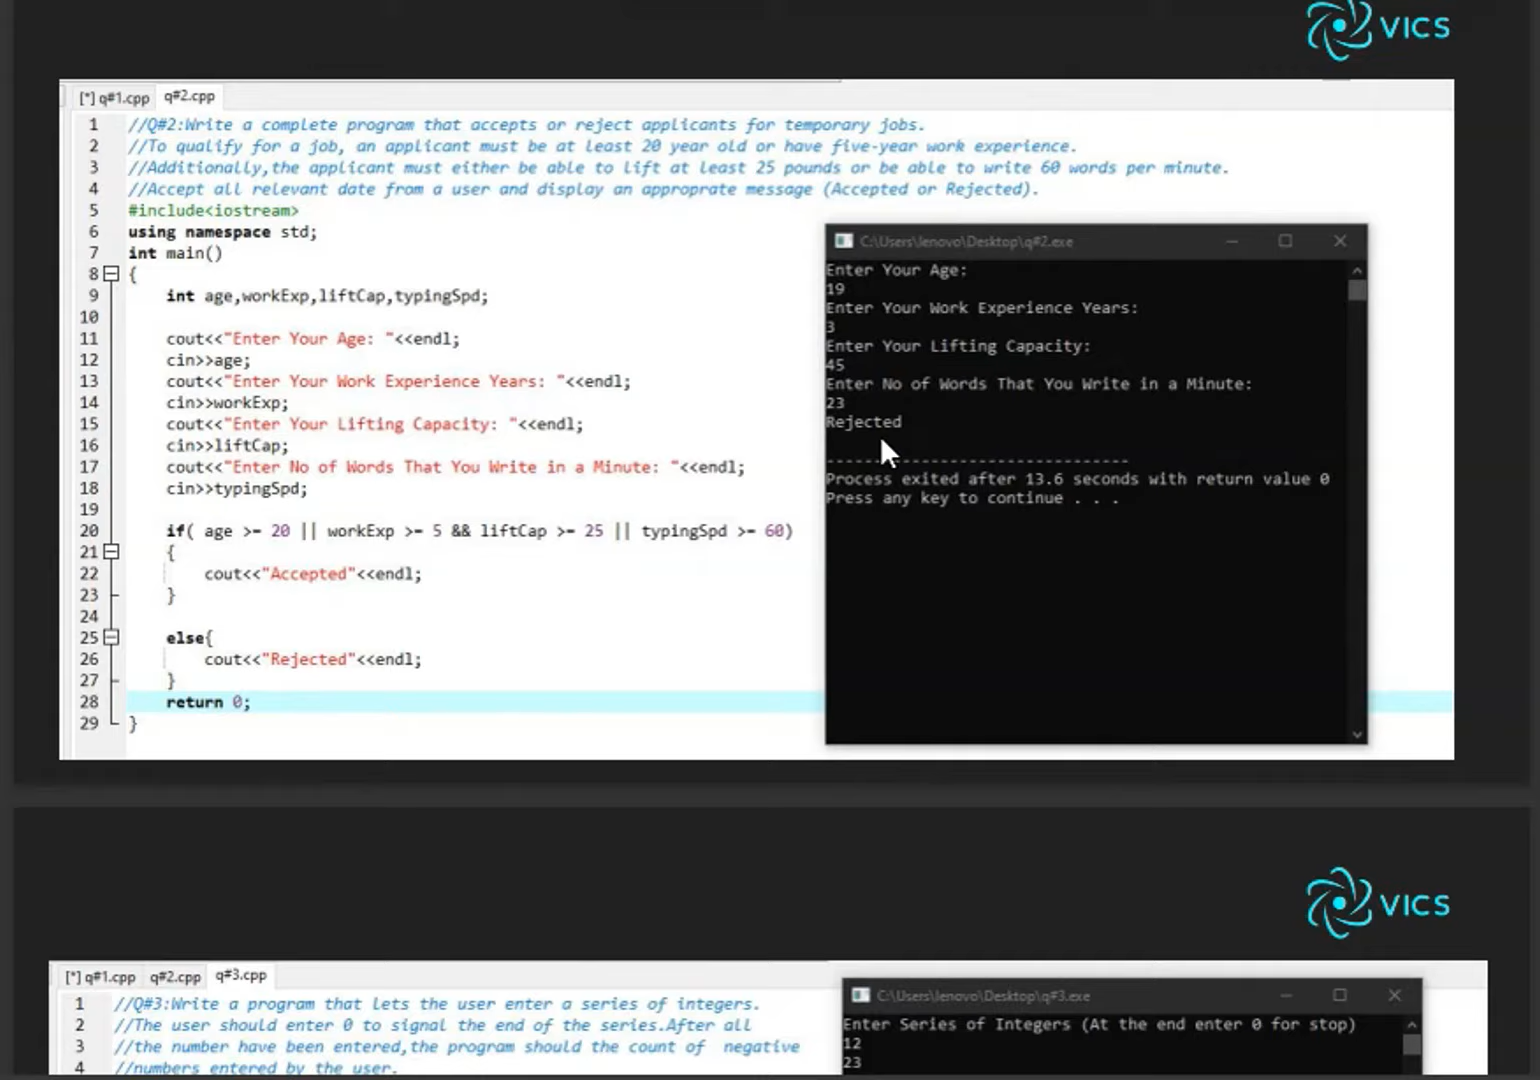 VICS
[*] q#1.cpp q#2.cpp
1 //Q#2:Write a complete program that accepts or reject applicants for temporary jobs.
2 //To qualify for a job, an applicant must be at least 20 year old or have five-year work experience.
3 //Additionally,the applicant must either be able to lift at least 25 pounds or be able to write 60 words per minute.
4 //Accept all relevant date from a user and display an approprate message (Accepted or Rejected).
5 #include<iostream>
6 using namespace std;
7 int main()
8 {
9 int age,workExp,liftCap,typingSpd;
10
11 cout<<"Enter Your Age: "<<endl;
12 cin>>age;
13 cout<<"Enter Your Work Experience Years: "<<endl;
14 cin>>workExp;
15 cout<<"Enter Your Lifting Capacity: "<<endl;
16 cin>>liftCap;
17 cout<<"Enter No of Words That You Write in a Minute: "<<endl;
18 cin>>typingSpd;
19
20 if( age >= 20 || workExp >= 5 && liftCap >= 25 || typingSpd >= 60)
21 {
22 cout<<"Accepted"<<endl;
23 }
24
25 else{
26 cout<<"Rejected"<<endl;
27 }
28 return 0;
29 }
C:\Users\lenovo\Desktop\q#2.exe
Enter Your Age:
19
Enter Your Work Experience Years:
3
Enter Your Lifting Capacity:
45
Enter No of Words That You Write in a Minute:
23
Rejected
--------------------------------
Process exited after 13.6 seconds with return value 0
Press any key to continue . . .
VICS
[*] q#1.cpp q#2.cpp q#3.cpp
1 //Q#3:Write a program that lets the user enter a series of integers.
2 //The user should enter 0 to signal the end of the series.After all
3 //the number have been entered,the program should the count of negative
4 //numbers entered by the user.
C:\Users\lenovo\Desktop\q#3.exe
Enter Series of Integers (At the end enter 0 for stop)
12
23